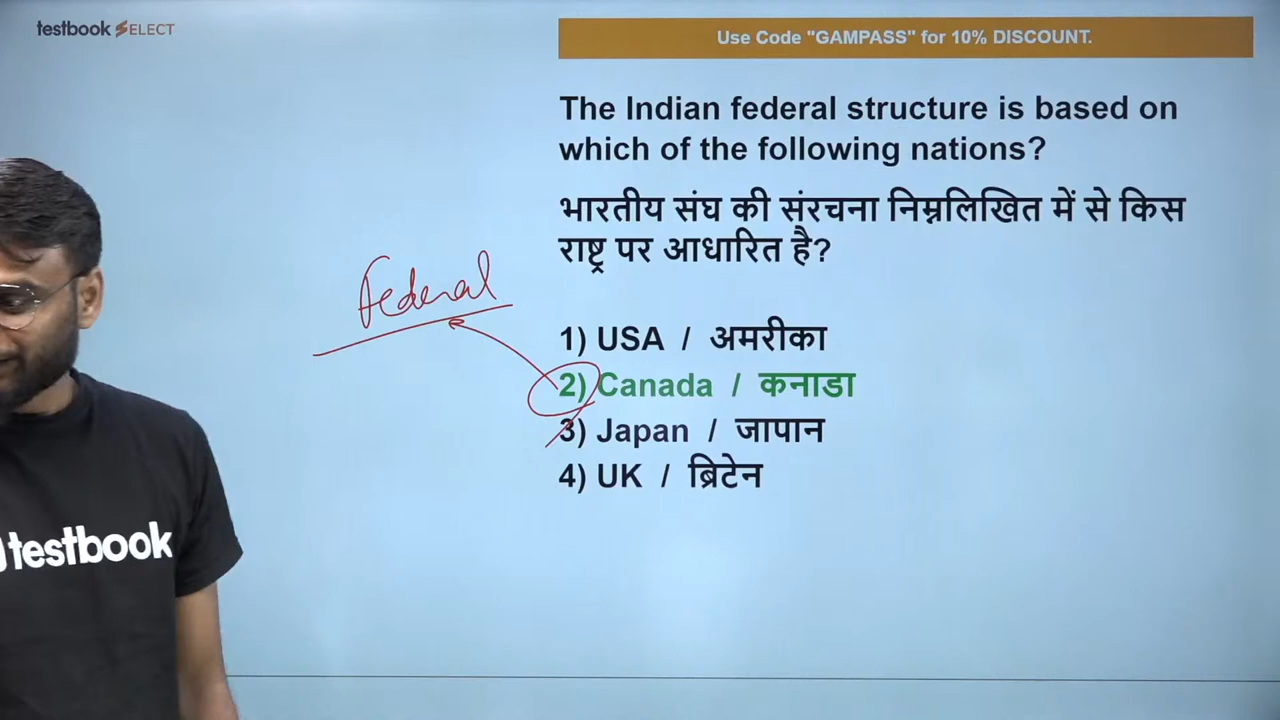 testbook SELECT
Use Code "GAMPASS" for 10% DISCOUNT.
The Indian federal structure is based on
which of the following nations?
भारतीय संघ की संरचना निम्नलिखित में से किस
राष्ट्र पर आधारित है?
Federal
1) USA / अमरीका
2) Canada / कनाडा
3) Japan / जापान
4) UK / ब्रिटेन
testbook